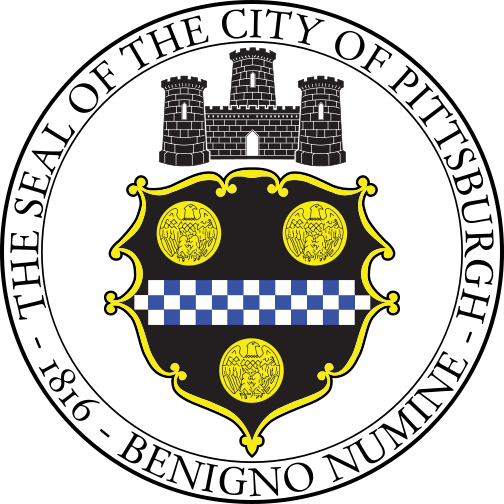 THE SEAL OF THE CITY OF PITTSBURGH
- 1816 - BENIGNO NUMINE -